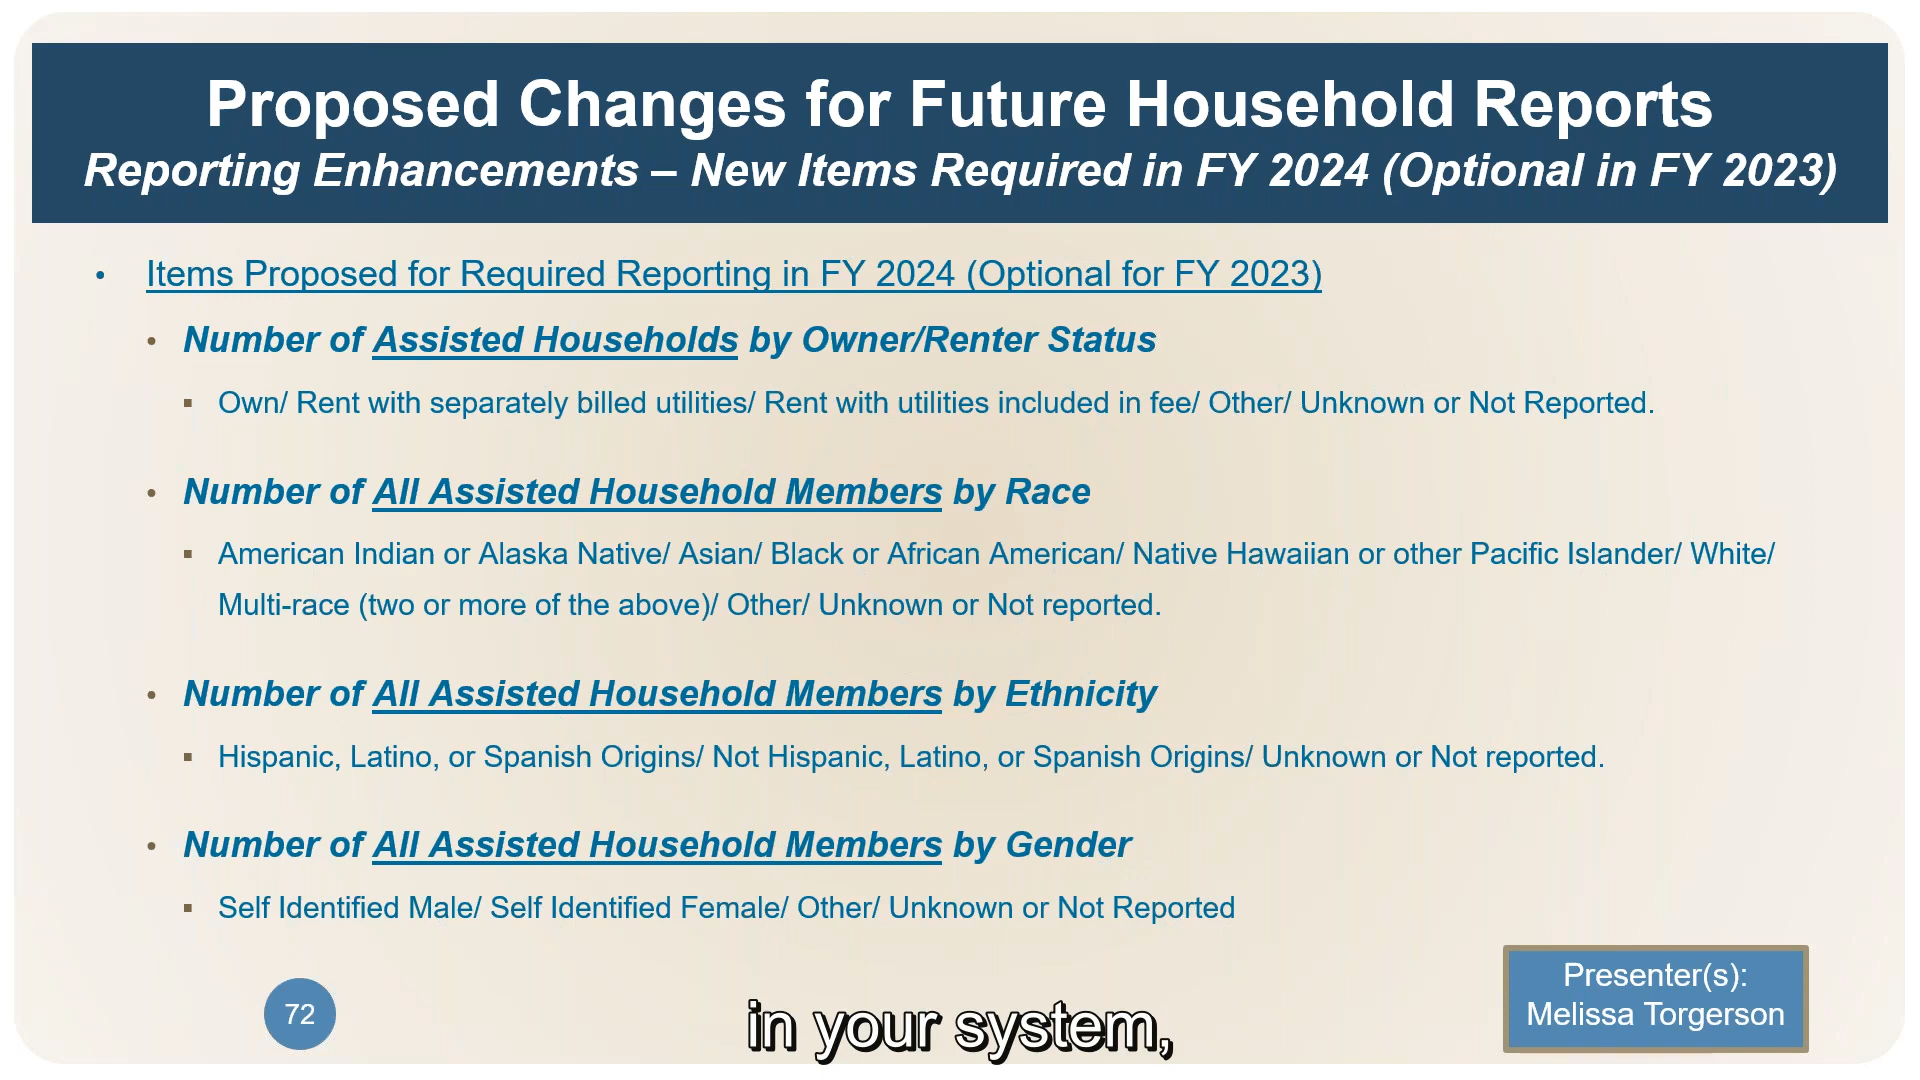 Proposed Changes for Future Household Reports
Reporting Enhancements – New Items Required in FY 2024 (Optional in FY 2023)
• Items Proposed for Required Reporting in FY 2024 (Optional for FY 2023)
• Number of Assisted Households by Owner/Renter Status
▪ Own/ Rent with separately billed utilities/ Rent with utilities included in fee/ Other/ Unknown or Not Reported.
• Number of All Assisted Household Members by Race
▪ American Indian or Alaska Native/ Asian/ Black or African American/ Native Hawaiian or other Pacific Islander/ White/
Multi-race (two or more of the above)/ Other/ Unknown or Not reported.
• Number of All Assisted Household Members by Ethnicity
▪ Hispanic, Latino, or Spanish Origins/ Not Hispanic, Latino, or Spanish Origins/ Unknown or Not reported.
• Number of All Assisted Household Members by Gender
▪ Self Identified Male/ Self Identified Female/ Other/ Unknown or Not Reported
72
in your system,
Presenter(s):
Melissa Torgerson